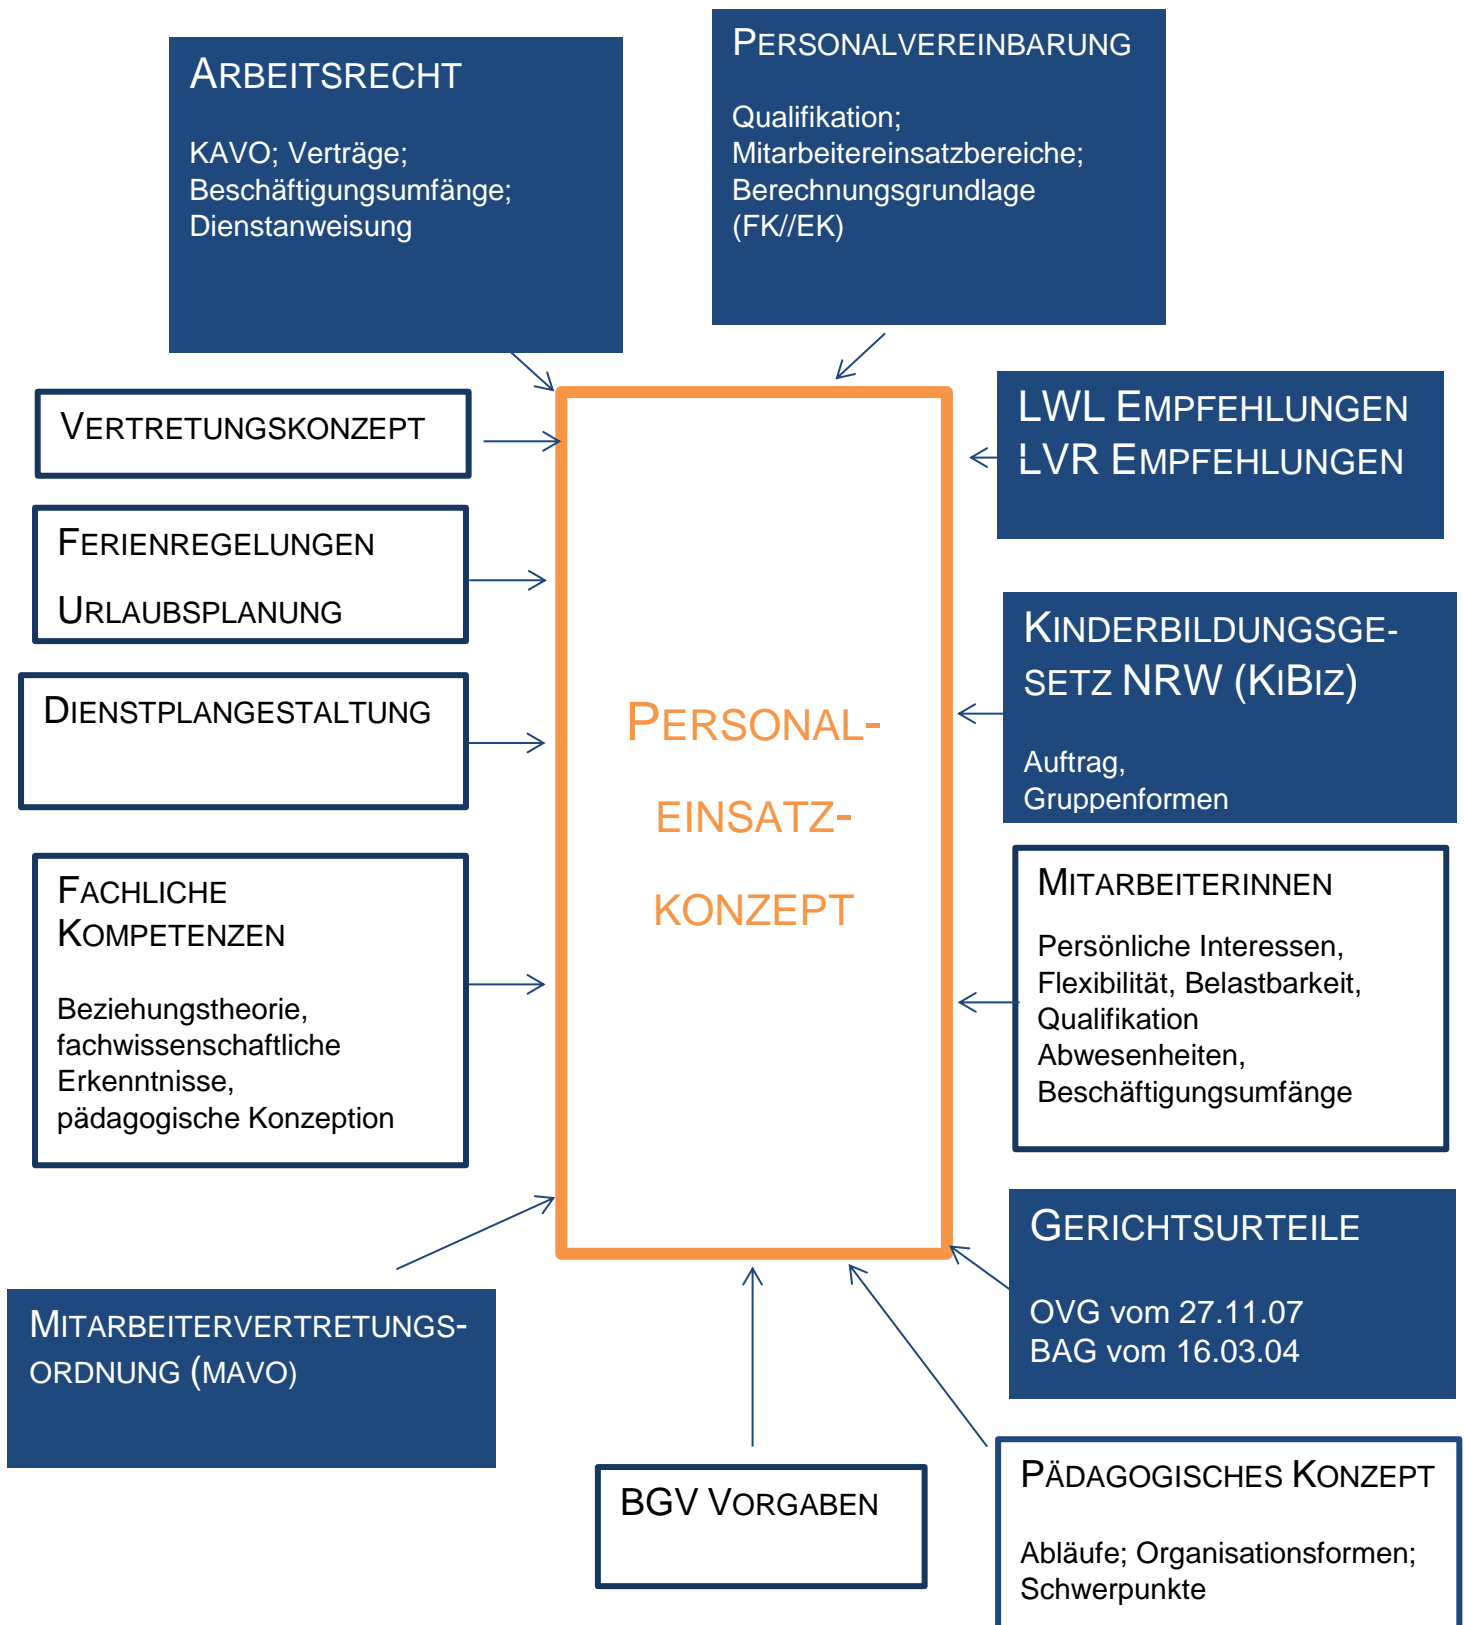 ARBEITSRECHT
KAVO; Verträge;
Beschäftigungsumfänge;
Dienstanweisung
PERSONALVEREINBARUNG
Qualifikation;
Mitarbeitereinsatzbereiche;
Berechnungsgrundlage
(FK//EK)
VERTRETUNGSKONZEPT
LWL EMPFEHLUNGEN
LVR EMPFEHLUNGEN
FERIENREGELUNGEN
URLAUBSPLANUNG
KINDERBILDUNGSGE-
SETZ NRW (KIBIZ)
Auftrag,
Gruppenformen
DIENSTPLANGESTALTUNG
PERSONAL-
EINSATZ-
KONZEPT
FACHLICHE
KOMPETENZEN
Beziehungstheorie,
fachwissenschaftliche
Erkenntnisse,
pädagogische Konzeption
MITARBEITERINNEN
Persönliche Interessen,
Flexibilität, Belastbarkeit,
Qualifikation
Abwesenheiten,
Beschäftigungsumfänge
GERICHTSURTEILE
OVG vom 27.11.07
BAG vom 16.03.04
MITARBEITERVERTRETUNGS-
ORDNUNG (MAVO)
BGV VORGABEN
PÄDAGOGISCHES KONZEPT
Abläufe; Organisationsformen;
Schwerpunkte